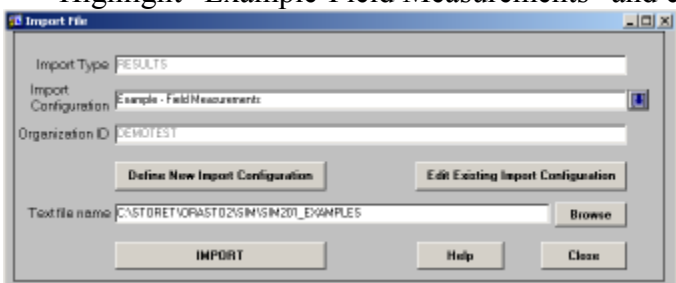 Highlight "Example-Field Measurements" and c
Import File
Import Type RESULTS
Import Configuration Example - Field Measurements
Organization ID DEMOTEST
Define New Import Configuration Edit Existing Import Configuration
Text file name C:\STORET\ORAST02\SIM\SIM201_EXAMPLES Browse
IMPORT Help Close